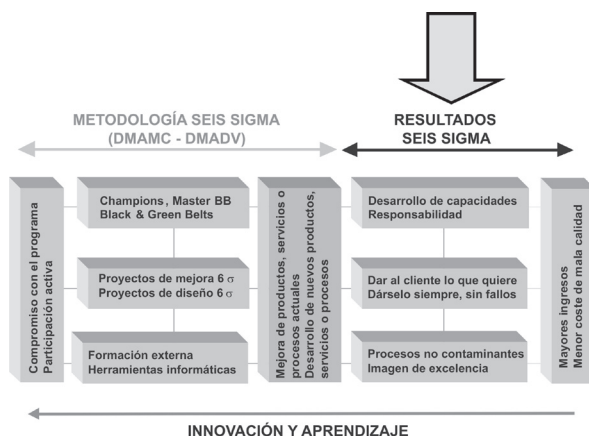 METODOLOGÍA SEIS SIGMA
(DMAMC - DMADV)
RESULTADOS
SEIS SIGMA
Compromiso con el programa
Participación activa
Champions, Master BB
Black & Green Belts
Proyectos de mejora 6 σ
Proyectos de diseño 6 σ
Formación externa
Herramientas informáticas
Mejora de productos, servicios o
procesos actuales
Desarrollo de nuevos productos,
servicios o procesos
Desarrollo de capacidades
Responsabilidad
Dar al cliente lo que quiere
Dárselo siempre, sin fallos
Procesos no contaminantes
Imagen de excelencia
Mayores ingresos
Menor coste de mala calidad
INNOVACIÓN Y APRENDIZAJE